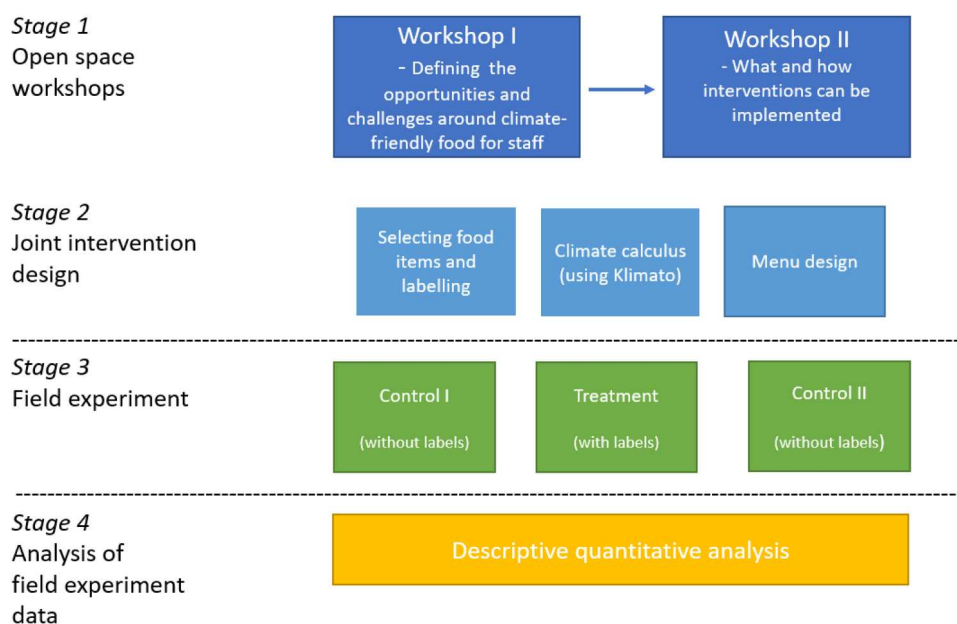 Stage 1
Open space
workshops
Workshop I
- Defining the
opportunities and
challenges around climate-
friendly food for staff
Workshop II
- What and how
interventions can be
implemented
Stage 2
Joint intervention
design
Selecting food
items and
labelling
Climate calculus
(using Klimato)
Menu design
Stage 3
Field experiment
Control I
(without labels)
Treatment
(with labels)
Control II
(without labels)
Stage 4
Analysis of
field experiment
data
Descriptive quantitative analysis